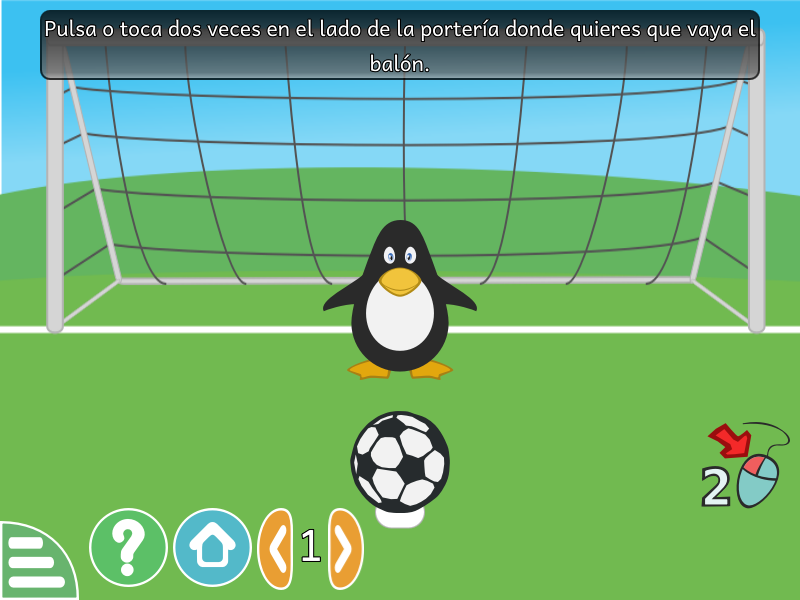 Pulsa o toca dos veces en el lado de la portería donde quieres que vaya el
balón.
2
?
1